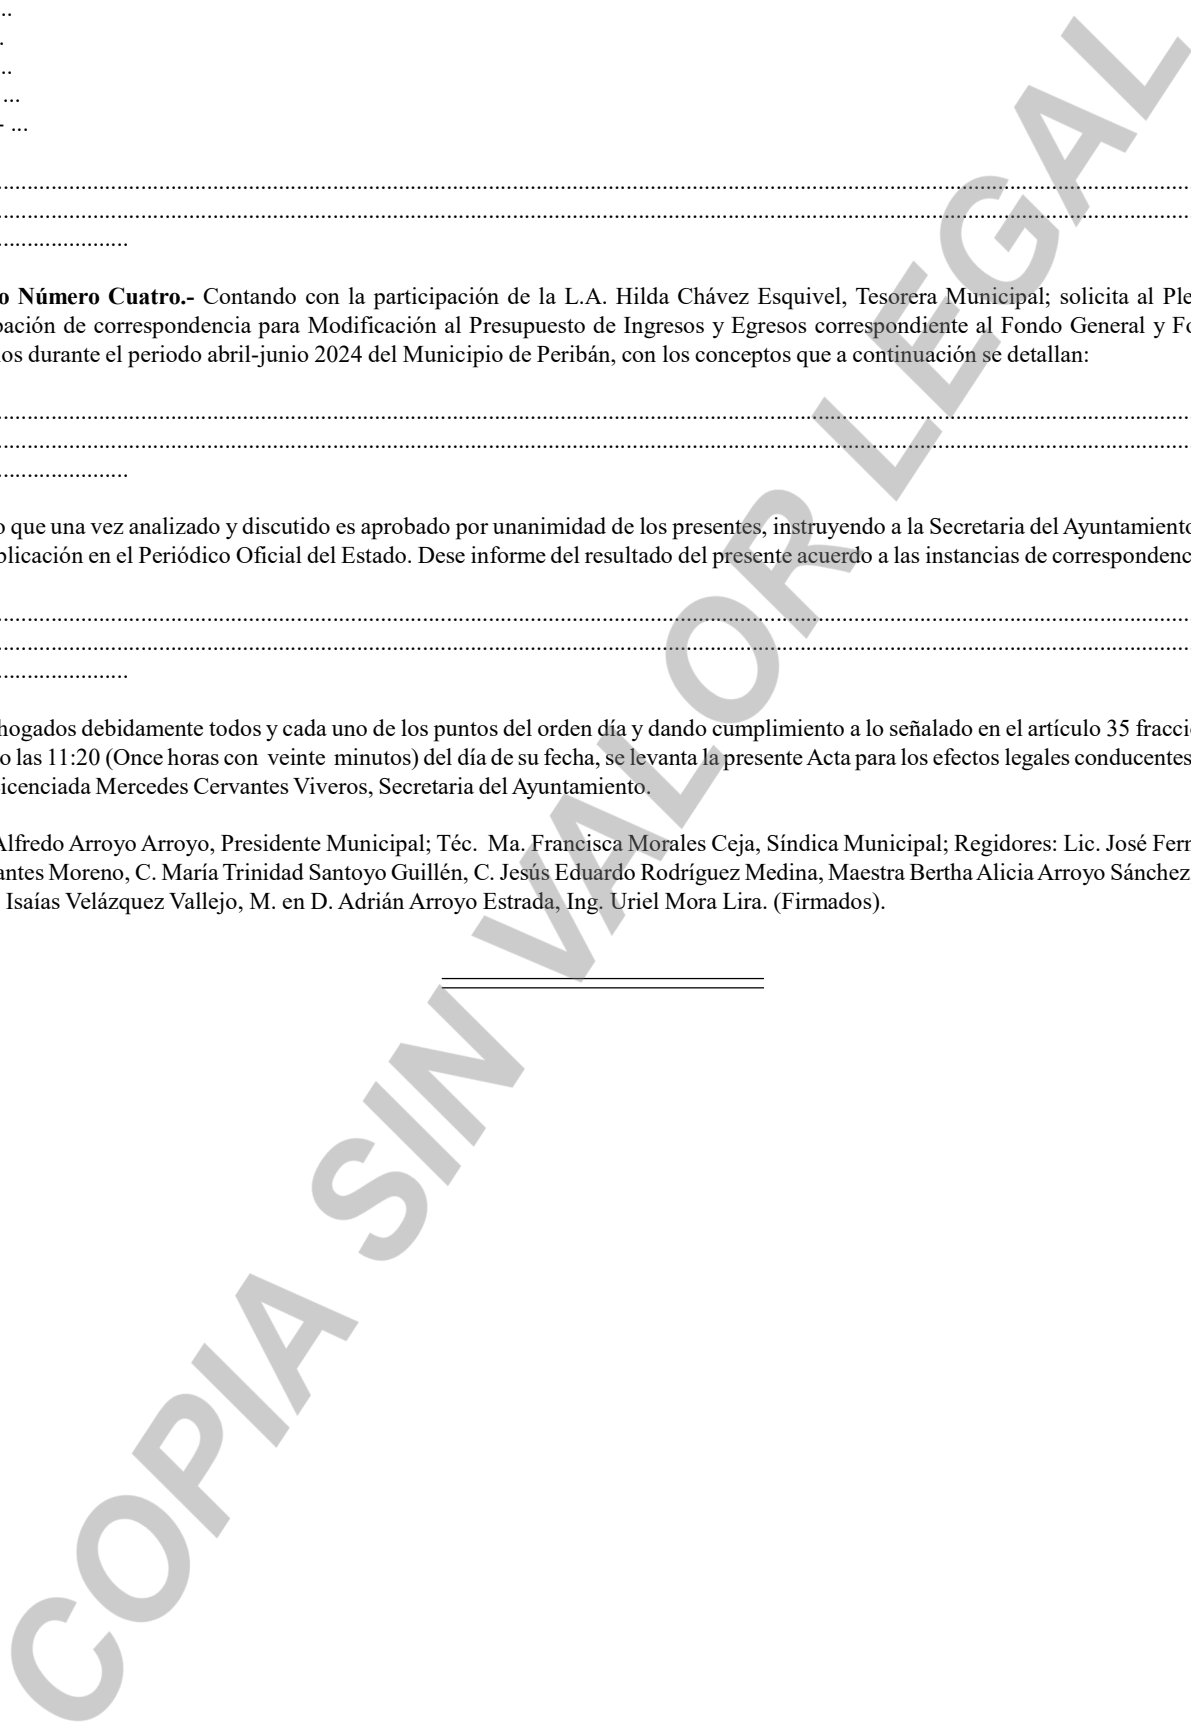 ..
.
..
...
- ...
................................................................
................................................................
......................
o Número Cuatro.- Contando con la participación de la L.A. Hilda Chávez Esquivel, Tesorera Municipal; solicita al Ple
bación de correspondencia para Modificación al Presupuesto de Ingresos y Egresos correspondiente al Fondo General y Fo
los durante el periodo abril-junio 2024 del Municipio de Peribán, con los conceptos que a continuación se detallan:
................................................................
................................................................
......................
o que una vez analizado y discutido es aprobado por unanimidad de los presentes, instruyendo a la Secretaria del Ayuntamiento
blicación en el Periódico Oficial del Estado. Dese informe del resultado del presente acuerdo a las instancias de correspondenc
................................................................
................................................................
......................
hogados debidamente todos y cada uno de los puntos del orden día y dando cumplimiento a lo señalado en el artículo 35 fracci
o las 11:20 (Once horas con veinte minutos) del día de su fecha, se levanta la presente Acta para los efectos legales conducentes
icenciada Mercedes Cervantes Viveros, Secretaria del Ayuntamiento.
Alfredo Arroyo Arroyo, Presidente Municipal; Téc. Ma. Francisca Morales Ceja, Síndica Municipal; Regidores: Lic. José Fern
antes Moreno, C. María Trinidad Santoyo Guillén, C. Jesús Eduardo Rodríguez Medina, Maestra Bertha Alicia Arroyo Sánchez
Isaías Velázquez Vallejo, M. en D. Adrián Arroyo Estrada, Ing. Uriel Mora Lira. (Firmados).
COPIA SIN VALOR LEGAL